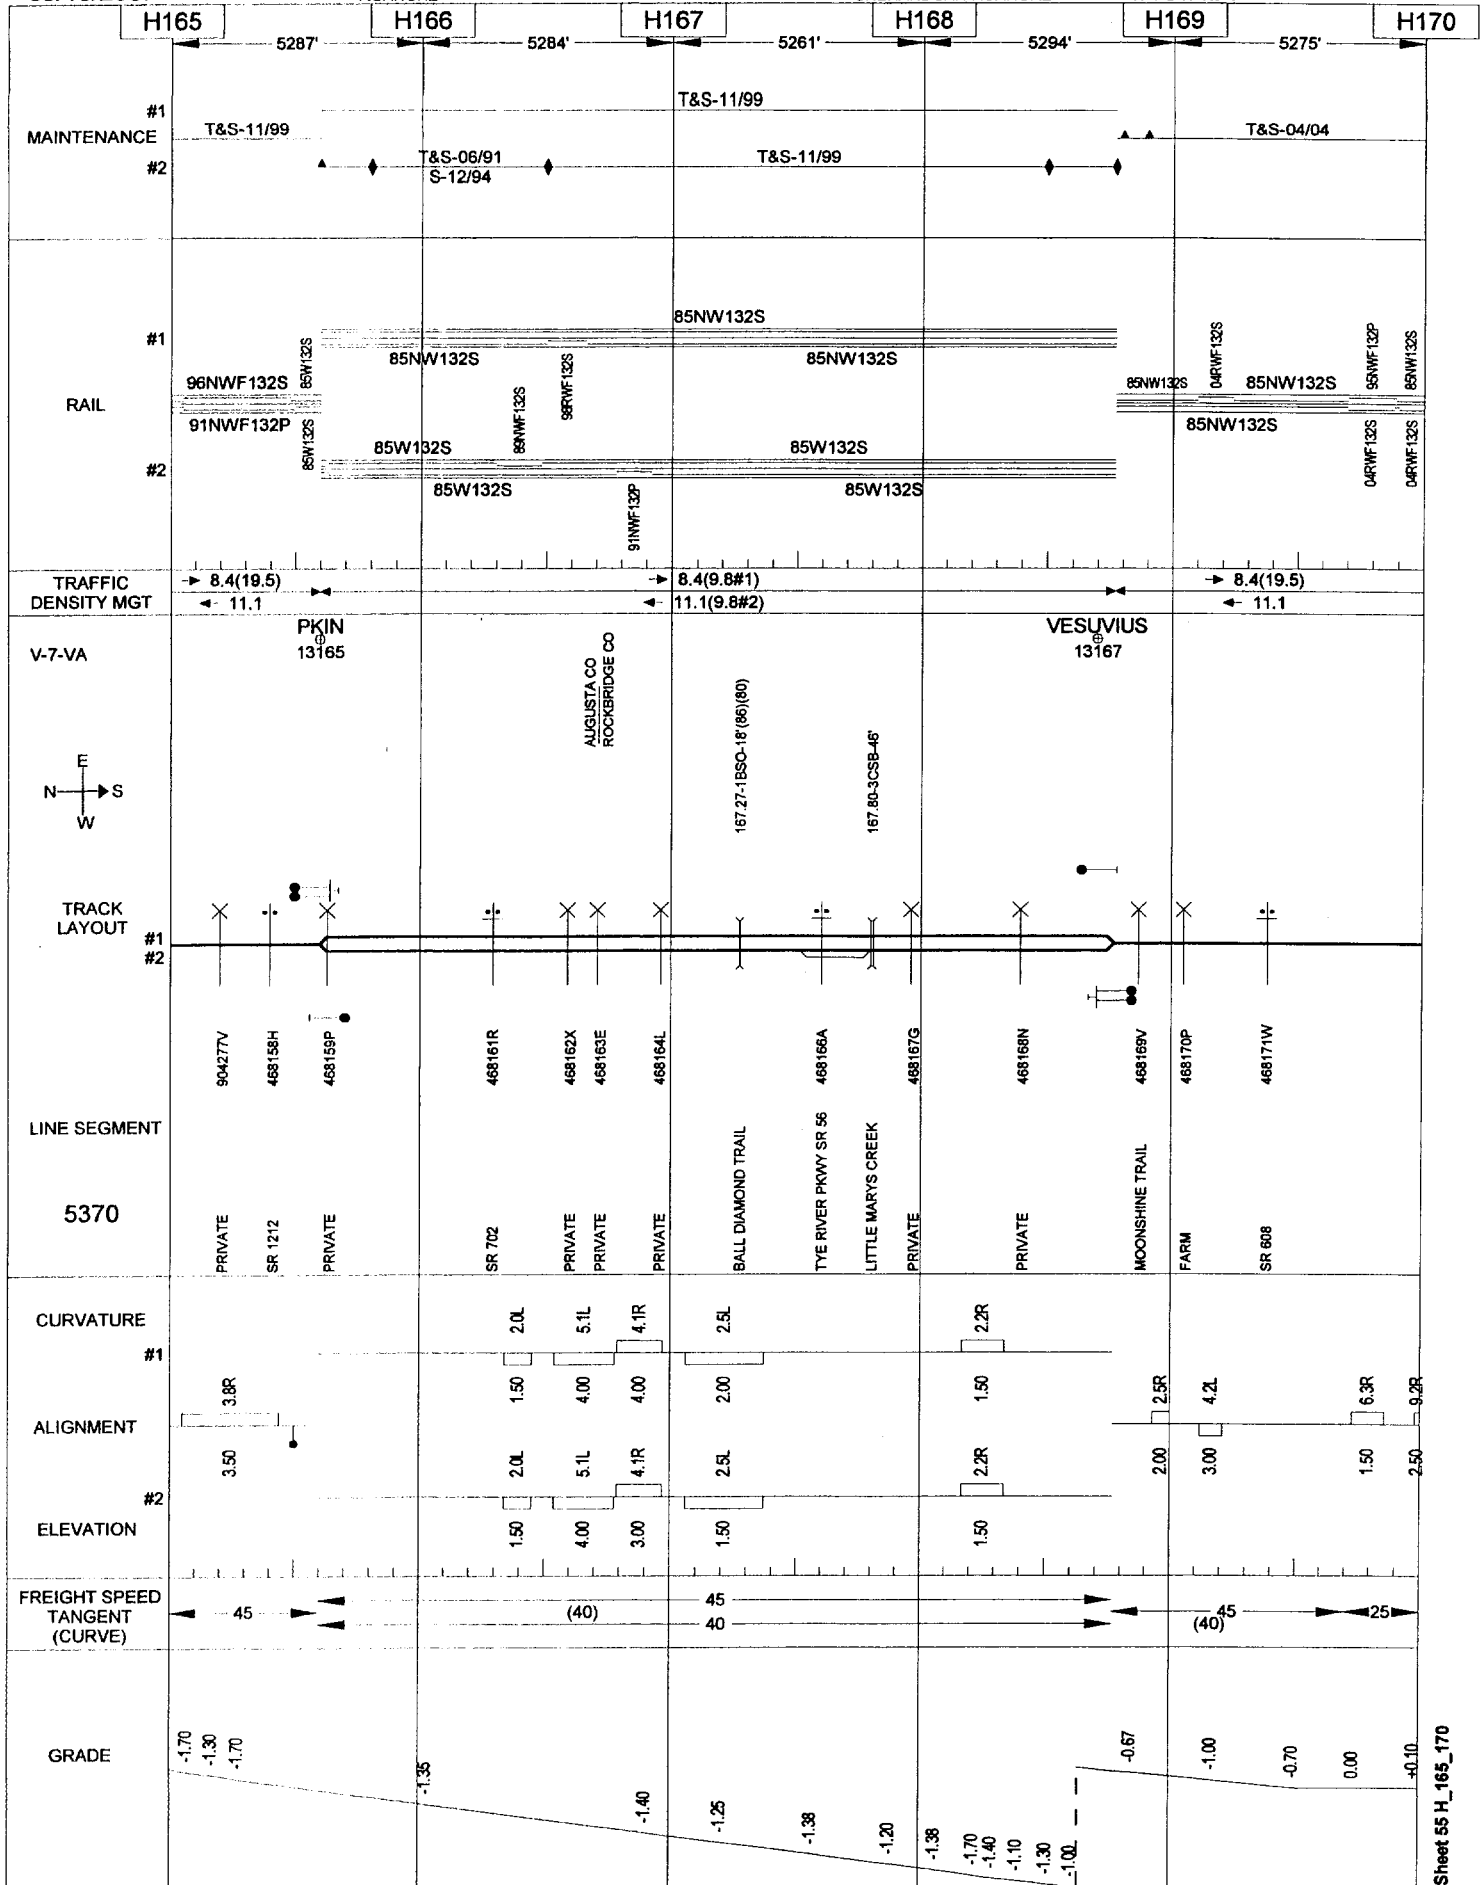 H165 H166 H167 H168 H169 H170
5287' 5284' 5261' 5294' 5275'
#1
T&S-11/99
MAINTENANCE
T&S-11/99
T&S-04/04
#2
T&S-06/91
S-12/94
T&S-11/99
85NW132S
#1
85NW132S
85NW132S
85W132S
98RWF132S
04RWF132S
95NWF132P
85NW132S
96NWF132S
85NW132S
85NW132S
RAIL
91NWF132P
85NW132S
85W132S
89NWF132S
85W132S
85W132S
#2
85W132S
85W132S
91NWF132P
04RWF132S
04RWF132S
TRAFFIC
DENSITY MGT
8.4(19.5)
11.1
8.4(9.8#1)
11.1(9.8#2)
8.4(19.5)
11.1
PKIN
13165
VESUVIUS
13167
V-7-VA
AUGUSTA CO
ROCKBRIDGE CO
167.27-1BSO-18'(86)(80)
167.80-3CSB-46'
E
N S
W
TRACK
LAYOUT
#1
#2
904277V
468158H
468159P
468161R
468162X
468163E
468164L
468166A
468167G
468168N
468169V
468170P
468171W
LINE SEGMENT
5370
PRIVATE
SR 1212
PRIVATE
SR 702
PRIVATE
PRIVATE
PRIVATE
BALL DIAMOND TRAIL
TYE RIVER PKWY SR 56
LITTLE MARYS CREEK
PRIVATE
PRIVATE
MOONSHINE TRAIL
FARM
SR 608
CURVATURE
2.0L 5.1L 4.1R 2.5L 2.2R
#1
1.50 4.00 4.00 2.00 1.50
3.8R 2.5R 4.2L 6.3R 9.2R
ALIGNMENT
3.50 2.00 3.00 1.50 2.50
2.0L 5.1L 4.1R 2.5L 2.2R
#2
ELEVATION
1.50 4.00 3.00 1.50 1.50
FREIGHT SPEED
TANGENT
(CURVE)
45
45
(40)
40
45
(40)
25
GRADE
-1.70 -1.30 -1.70 -1.35 -1.40 -1.25 -1.38 -1.20 -1.38 -1.70 -1.40 -1.10 -1.30 -1.00 -0.67 -1.00 -0.70 0.00 +0.10
Sheet 55 H_165_170